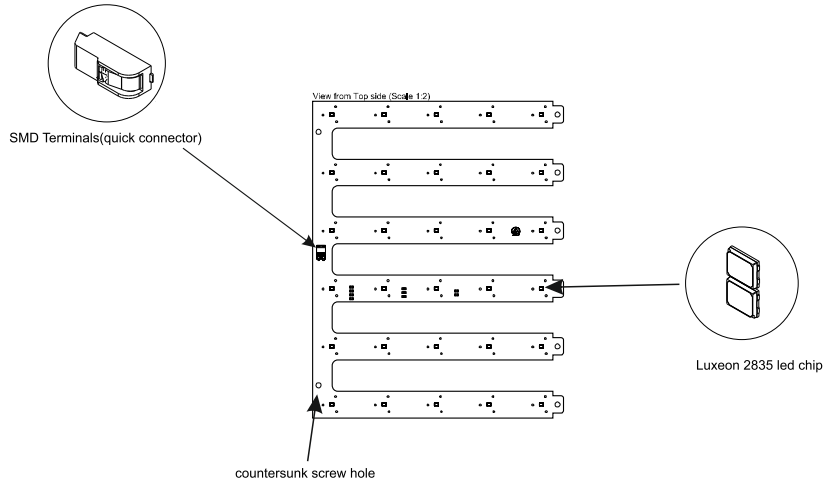 View from Top side (Scale 1:2)
SMD Terminals(quick connector)
Luxeon 2835 led chip
countersunk screw hole